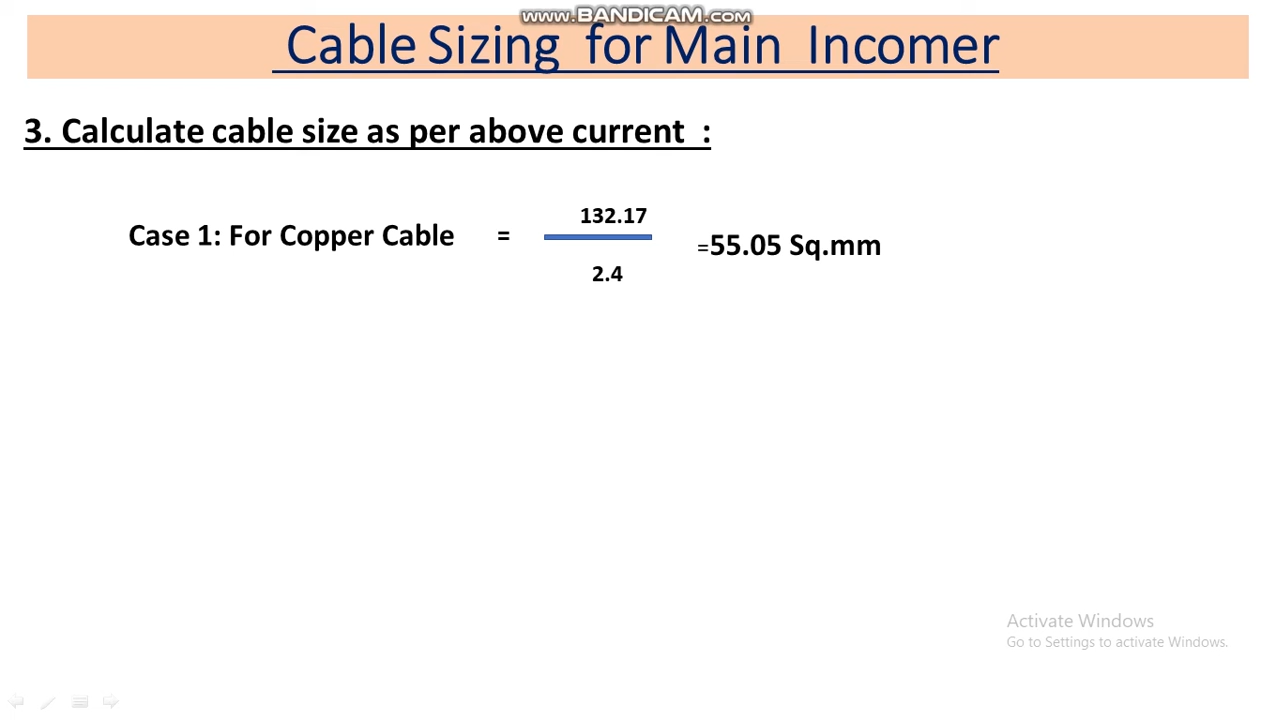 www.BANDICAM.com
Cable Sizing for Main Incomer
3. Calculate cable size as per above current :
132.17
Case 1: For Copper Cable =
=55.05 Sq.mm
2.4
Activate Windows
Go to Settings to activate Windows.